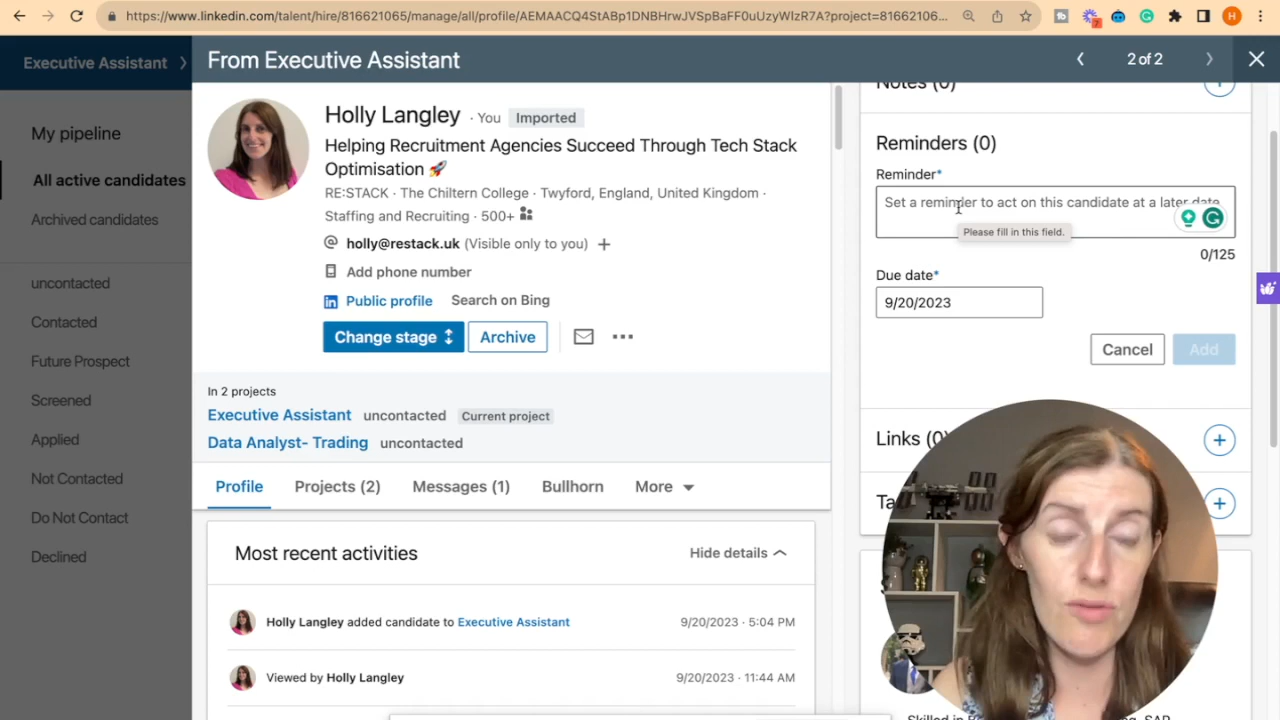 https://www.linkedin.com/talent/hire/816621065/manage/all/profile/AEMAACQ4StABp1DNBHrwJVSpBaFF0uUzyWIzR7A?project=81662106...
Executive Assistant
From Executive Assistant
2 of 2
My pipeline
All active candidates
Archived candidates
uncontacted
Contacted
Future Prospect
Screened
Applied
Not Contacted
Do Not Contact
Declined
Holly Langley · You Imported
Helping Recruitment Agencies Succeed Through Tech Stack
Optimisation 🚀
RE:STACK · The Chiltern College · Twyford, England, United Kingdom ·
Staffing and Recruiting · 500+
holly@restack.uk (Visible only to you) +
Add phone number
in Public profile Search on Bing
Change stage Archive
In 2 projects
Executive Assistant uncontacted Current project
Data Analyst- Trading uncontacted
Profile Projects (2) Messages (1) Bullhorn More
Most recent activities Hide details
Holly Langley added candidate to Executive Assistant 9/20/2023 · 5:04 PM
Viewed by Holly Langley 9/20/2023 · 11:44 AM
Notes (0)
Reminders (0)
Reminder*
Set a reminder to act on this candidate at a later date
Please fill in this field.
0/125
Due date*
9/20/2023
Cancel Add
Links (0)